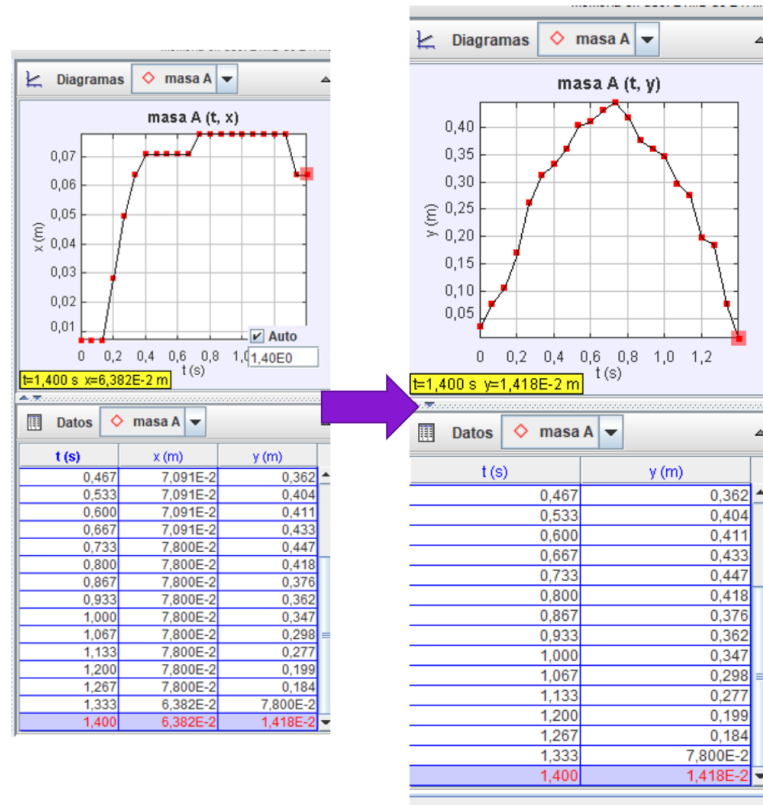 Diagramas masa A
masa A (t, x)
x (m)
0,07
0,06
0,05
0,04
0,03
0,02
0,01
0 0,2 0,4 0,6 0,8 1,0
t (s)
Auto
1,40E0
t=1,400 s x=6,382E-2 m
Datos masa A
t (s) x (m) y (m)
0,467 7,091E-2 0,362
0,533 7,091E-2 0,404
0,600 7,091E-2 0,411
0,667 7,091E-2 0,433
0,733 7,800E-2 0,447
0,800 7,800E-2 0,418
0,867 7,800E-2 0,376
0,933 7,800E-2 0,362
1,000 7,800E-2 0,347
1,067 7,800E-2 0,298
1,133 7,800E-2 0,277
1,200 7,800E-2 0,199
1,267 7,800E-2 0,184
1,333 6,382E-2 7,800E-2
1,400 6,382E-2 1,418E-2
Diagramas masa A
masa A (t, y)
y (m)
0,40
0,35
0,30
0,20
0,15
0,10
0,05
0 0,2 0,4 0,6 0,8 1,0 1,2
t (s)
t=1,400 s y=1,418E-2 m
Datos masa A
t (s) y (m)
0,467 0,362
0,533 0,404
0,600 0,411
0,667 0,433
0,733 0,447
0,800 0,418
0,867 0,376
0,933 0,362
1,000 0,347
1,067 0,298
1,133 0,277
1,200 0,199
1,267 0,184
1,333 7,800E-2
1,400 1,418E-2